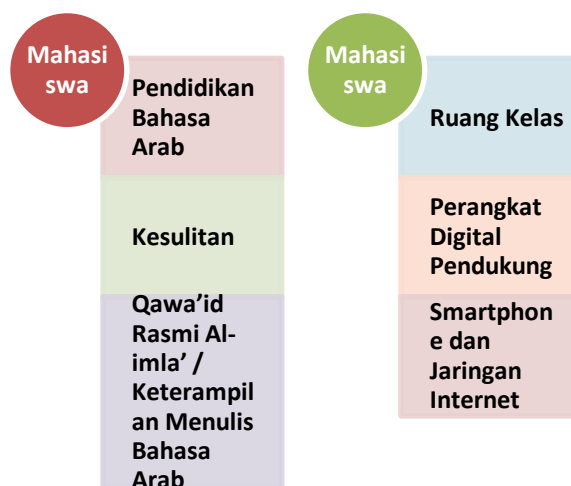 Mahasi
swa
Pendidikan
Bahasa
Arab
Kesulitan
Qawa’id
Rasmi Al-
imla’ /
Keterampil
an Menulis
Bahasa
Arab
Mahasi
swa
Ruang Kelas
Perangkat
Digital
Pendukung
Smartphon
e dan
Jaringan
Internet